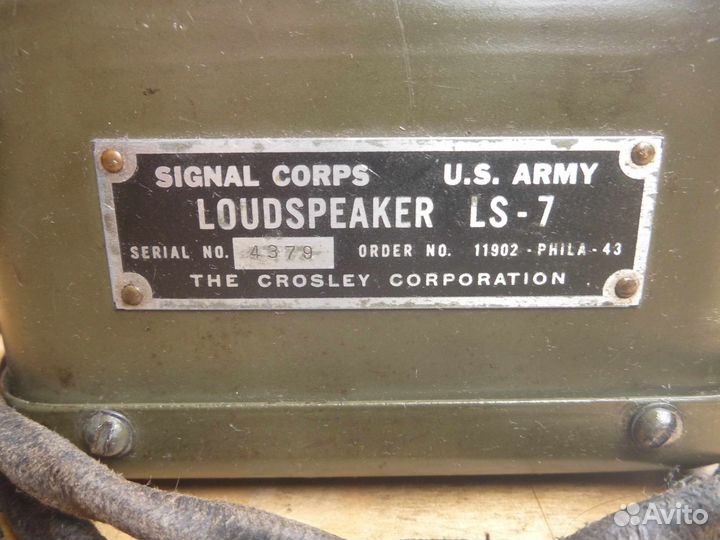 SIGNAL CORPS U.S. ARMY
LOUDSPEAKER LS-7
SERIAL NO. 4379 ORDER NO. 11902-PHILA-43
THE CROSLEY CORPORATION
Avito